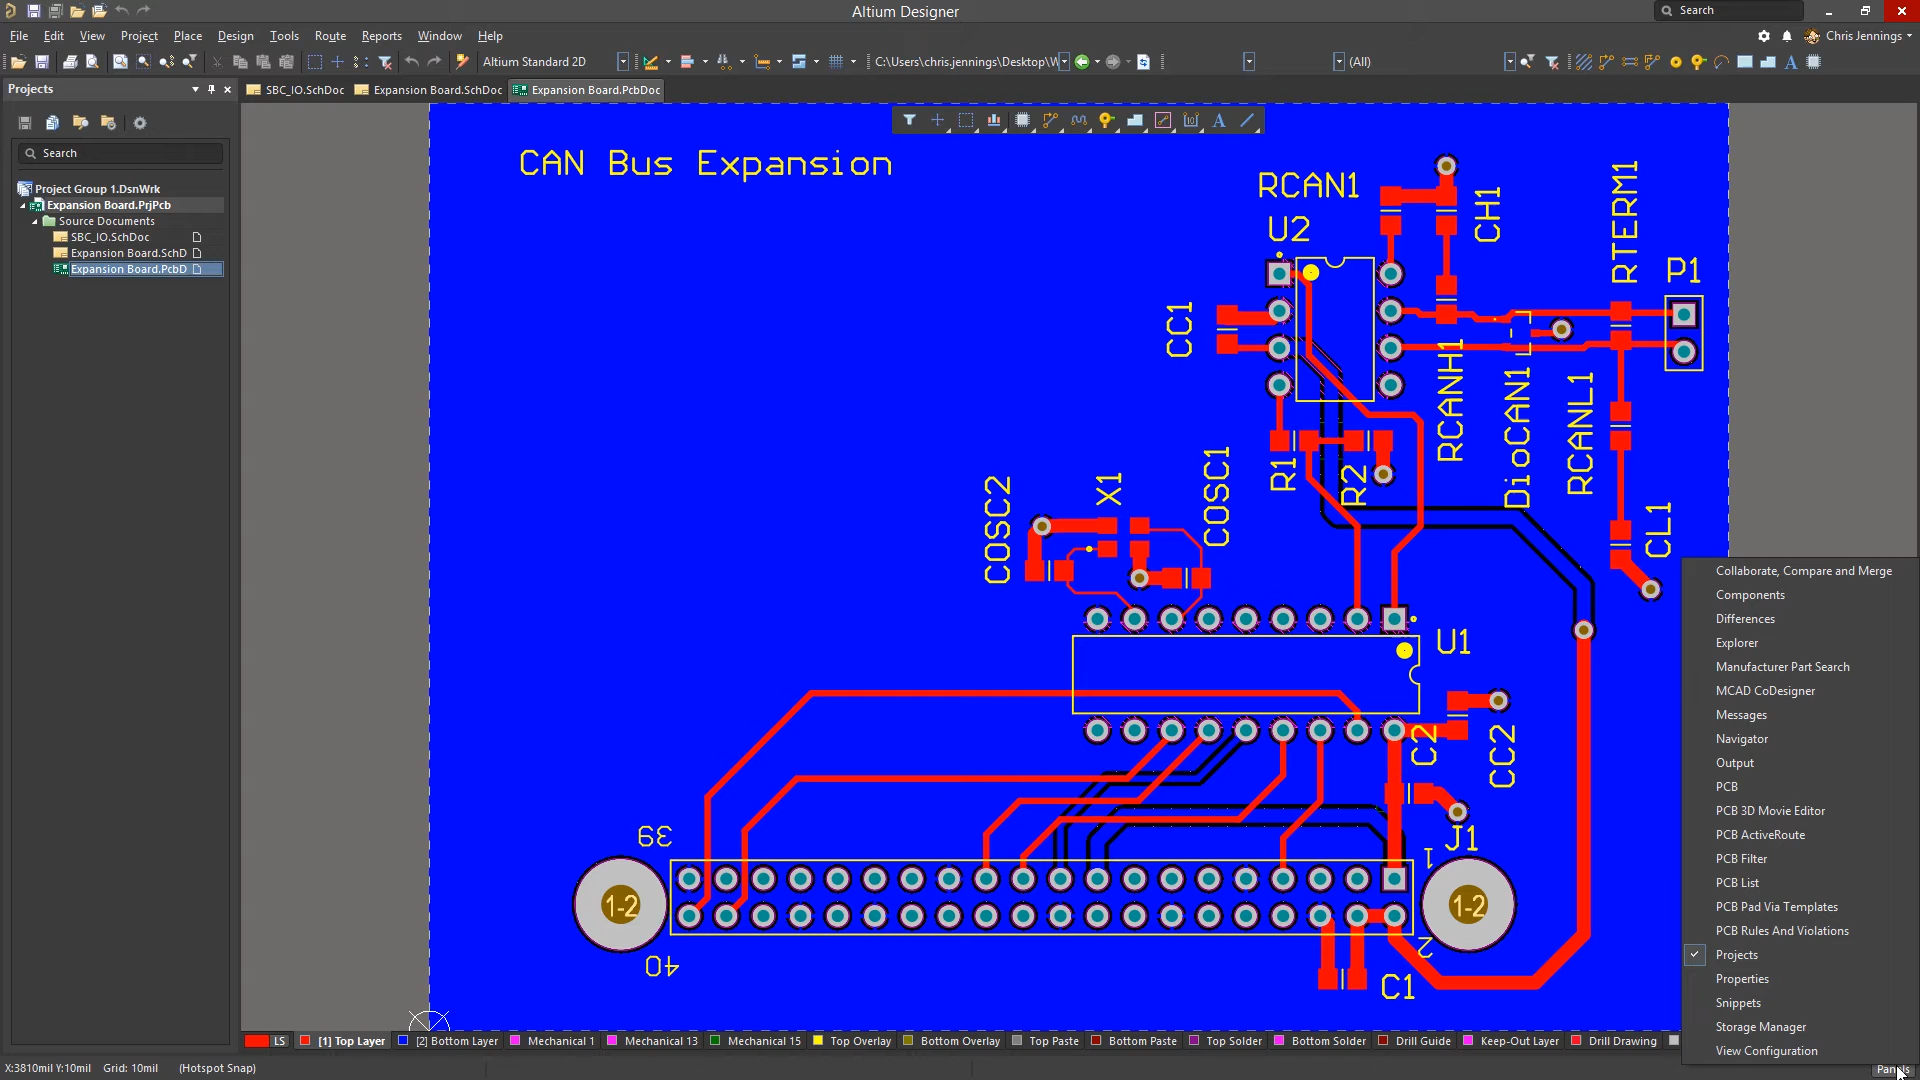 Altium Designer
Search
File Edit View Project Place Design Tools Route Reports Window Help
Chris Jennings
Altium Standard 2D
C:\Users\chris.jennings\Desktop\W
(All)
Projects
SBC_IO.SchDoc Expansion Board.SchDoc Expansion Board.PcbDoc
Search
Project Group 1.DsnWrk
Expansion Board.PrjPcb
Source Documents
SBC_IO.SchDoc
Expansion Board.SchD
Expansion Board.PcbD
CAN Bus Expansion
RCAN1
U2
CH1
RTERM1
P1
CC1
RCANH1
DioCAN1
RCANL1
R1
R2
CL1
COSC2
X1
COSC1
U1
C2
CC2
J1
39
1
1-2
1-2
40
2
C1
Collaborate, Compare and Merge
Components
Differences
Explorer
Manufacturer Part Search
MCAD CoDesigner
Messages
Navigator
Output
PCB
PCB 3D Movie Editor
PCB ActiveRoute
PCB Filter
PCB List
PCB Pad Via Templates
PCB Rules And Violations
Projects
Properties
Snippets
Storage Manager
View Configuration
LS [1] Top Layer [2] Bottom Layer Mechanical 1 Mechanical 13 Mechanical 15 Top Overlay Bottom Overlay Top Paste Bottom Paste Top Solder Bottom Solder Drill Guide Keep-Out Layer Drill Drawing
X:3810mil Y:10mil Grid: 10mil (Hotspot Snap)
Panels